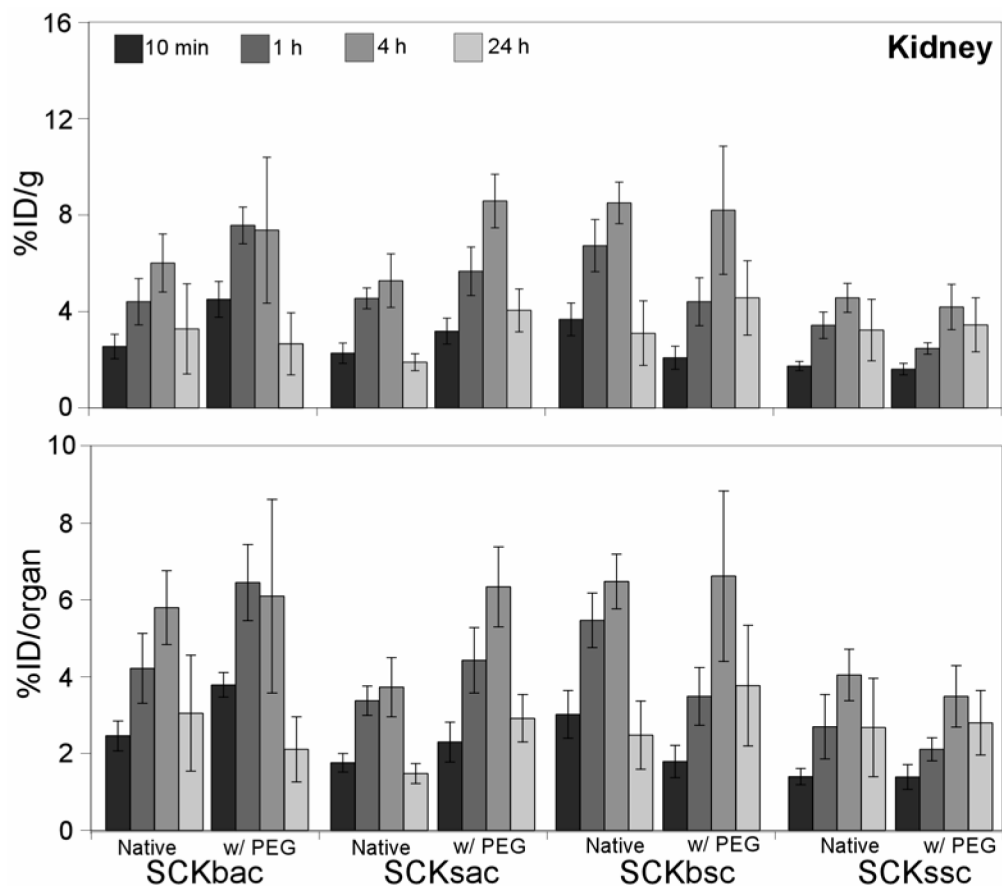 16
10 min 1 h 4 h 24 h Kidney
12
%ID/g
8
4
0
10
8
%ID/organ
6
4
2
0
Native w/ PEG Native w/ PEG Native w/ PEG Native w/ PEG
SCKbac SCKsac SCKbsc SCKssc